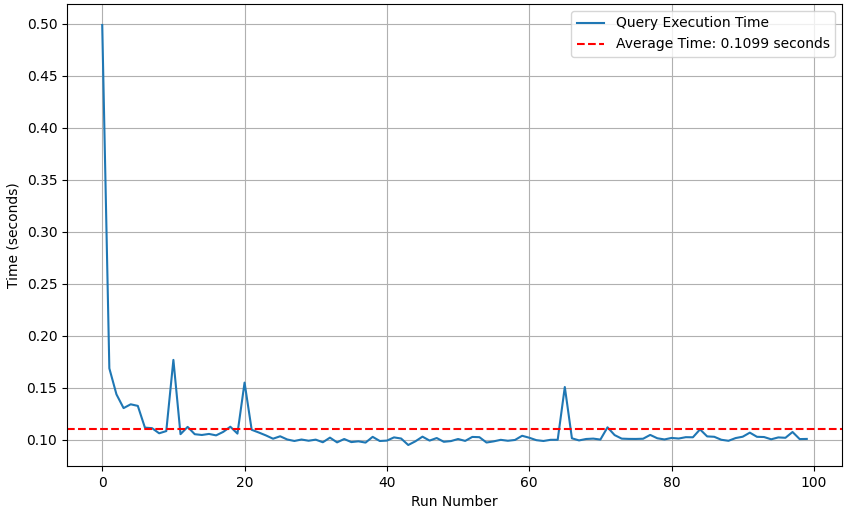 Query Execution Time
Average Time: 0.1099 seconds
0.50
0.45
0.40
0.35
0.30
0.25
0.20
0.15
0.10
Time (seconds)
0 20 40 60 80 100
Run Number